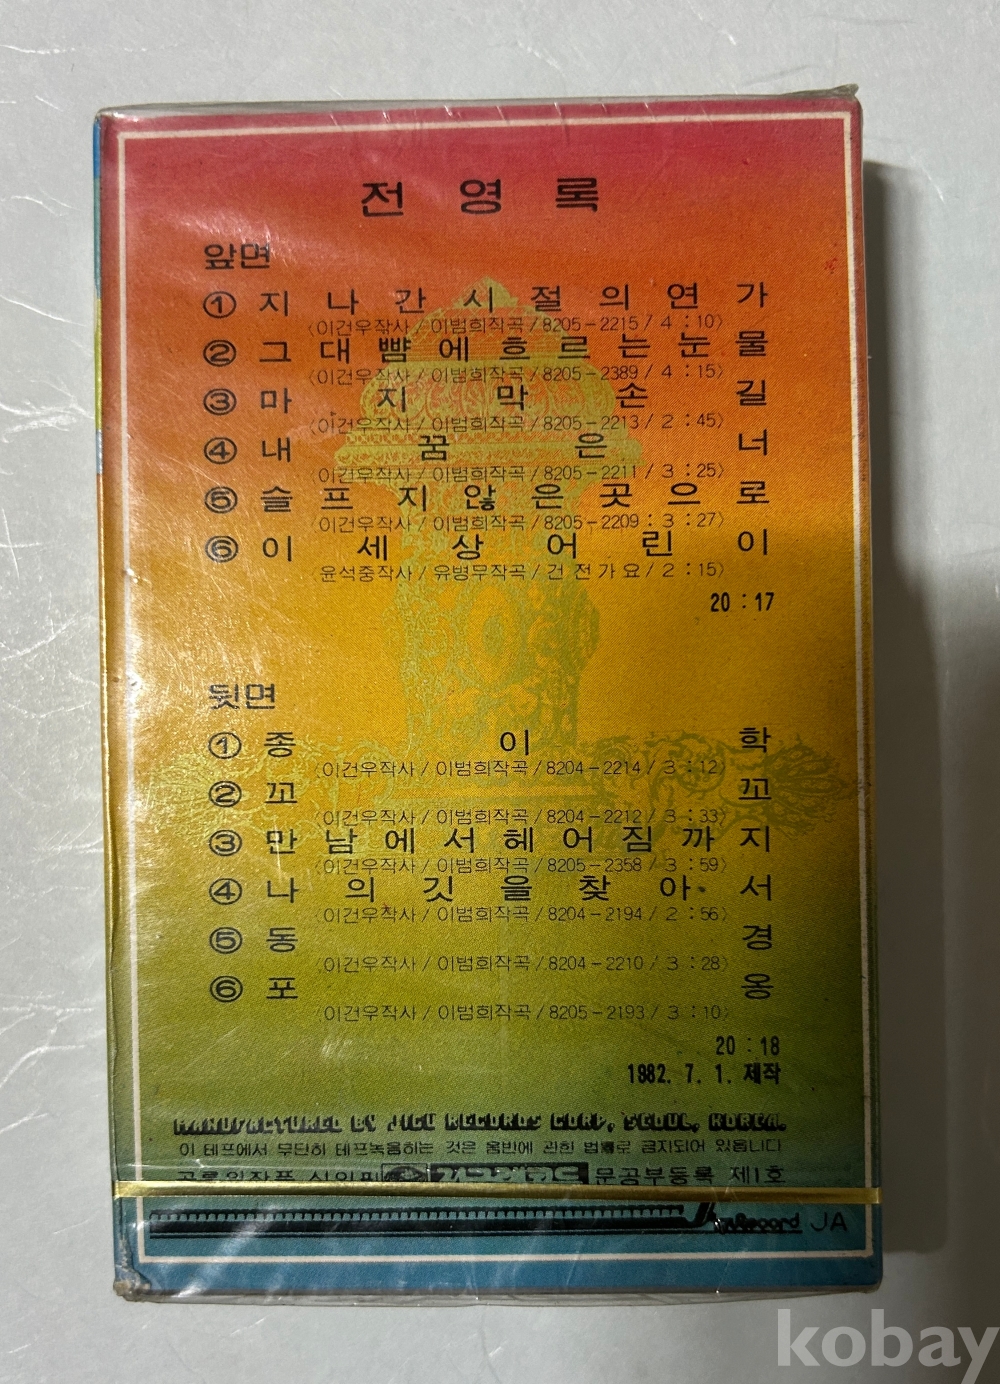 전영록
앞면
① 지나간시절의연가
〈이건우작사/이범희작곡/8205-2215/4:10〉
② 그대뺨에흐르는눈물
〈이건우작사/이범희작곡/8205-2389/4:15〉
③ 마지막손길
〈이건우작사/이범희작곡/8205-2213/2:45〉
④ 내꿈은너
〈이건우작사/이범희작곡/8205-2211/3:25〉
⑤ 슬프지않은곳으로
〈이건우작사/이범희작곡/8205-2209:3:27〉
⑥ 이세상어린이
〈윤석중작사/유병무작곡/건전가요/2:15〉
20:17
뒷면
① 종이학
〈이건우작사/이범희작곡/8204-2214/3:12〉
② 꼬꼬
〈이건우작사/이범희작곡/8204-2212/3:33〉
③ 만남에서헤어짐까지
〈이건우작사/이범희작곡/8205-2358/3:59〉
④ 나의깃을찾아서
〈이건우작사/이범희작곡/8204-2194/2:56〉
⑤ 동경
〈이건우작사/이범희작곡/8204-2210/3:28〉
⑥ 포옹
〈이건우작사/이범희작곡/8205-2193/3:10〉
20:18
1982. 7. 1. 제작
MANUFACTURED BY JIGU RECORDS CORP, SEOUL, KOREA.
이 테프에서 무단히 테프녹음하는 것은 음반에 관한 법률로 금지되어 있읍니다
문공부등록 제1호
Record JA
kobay